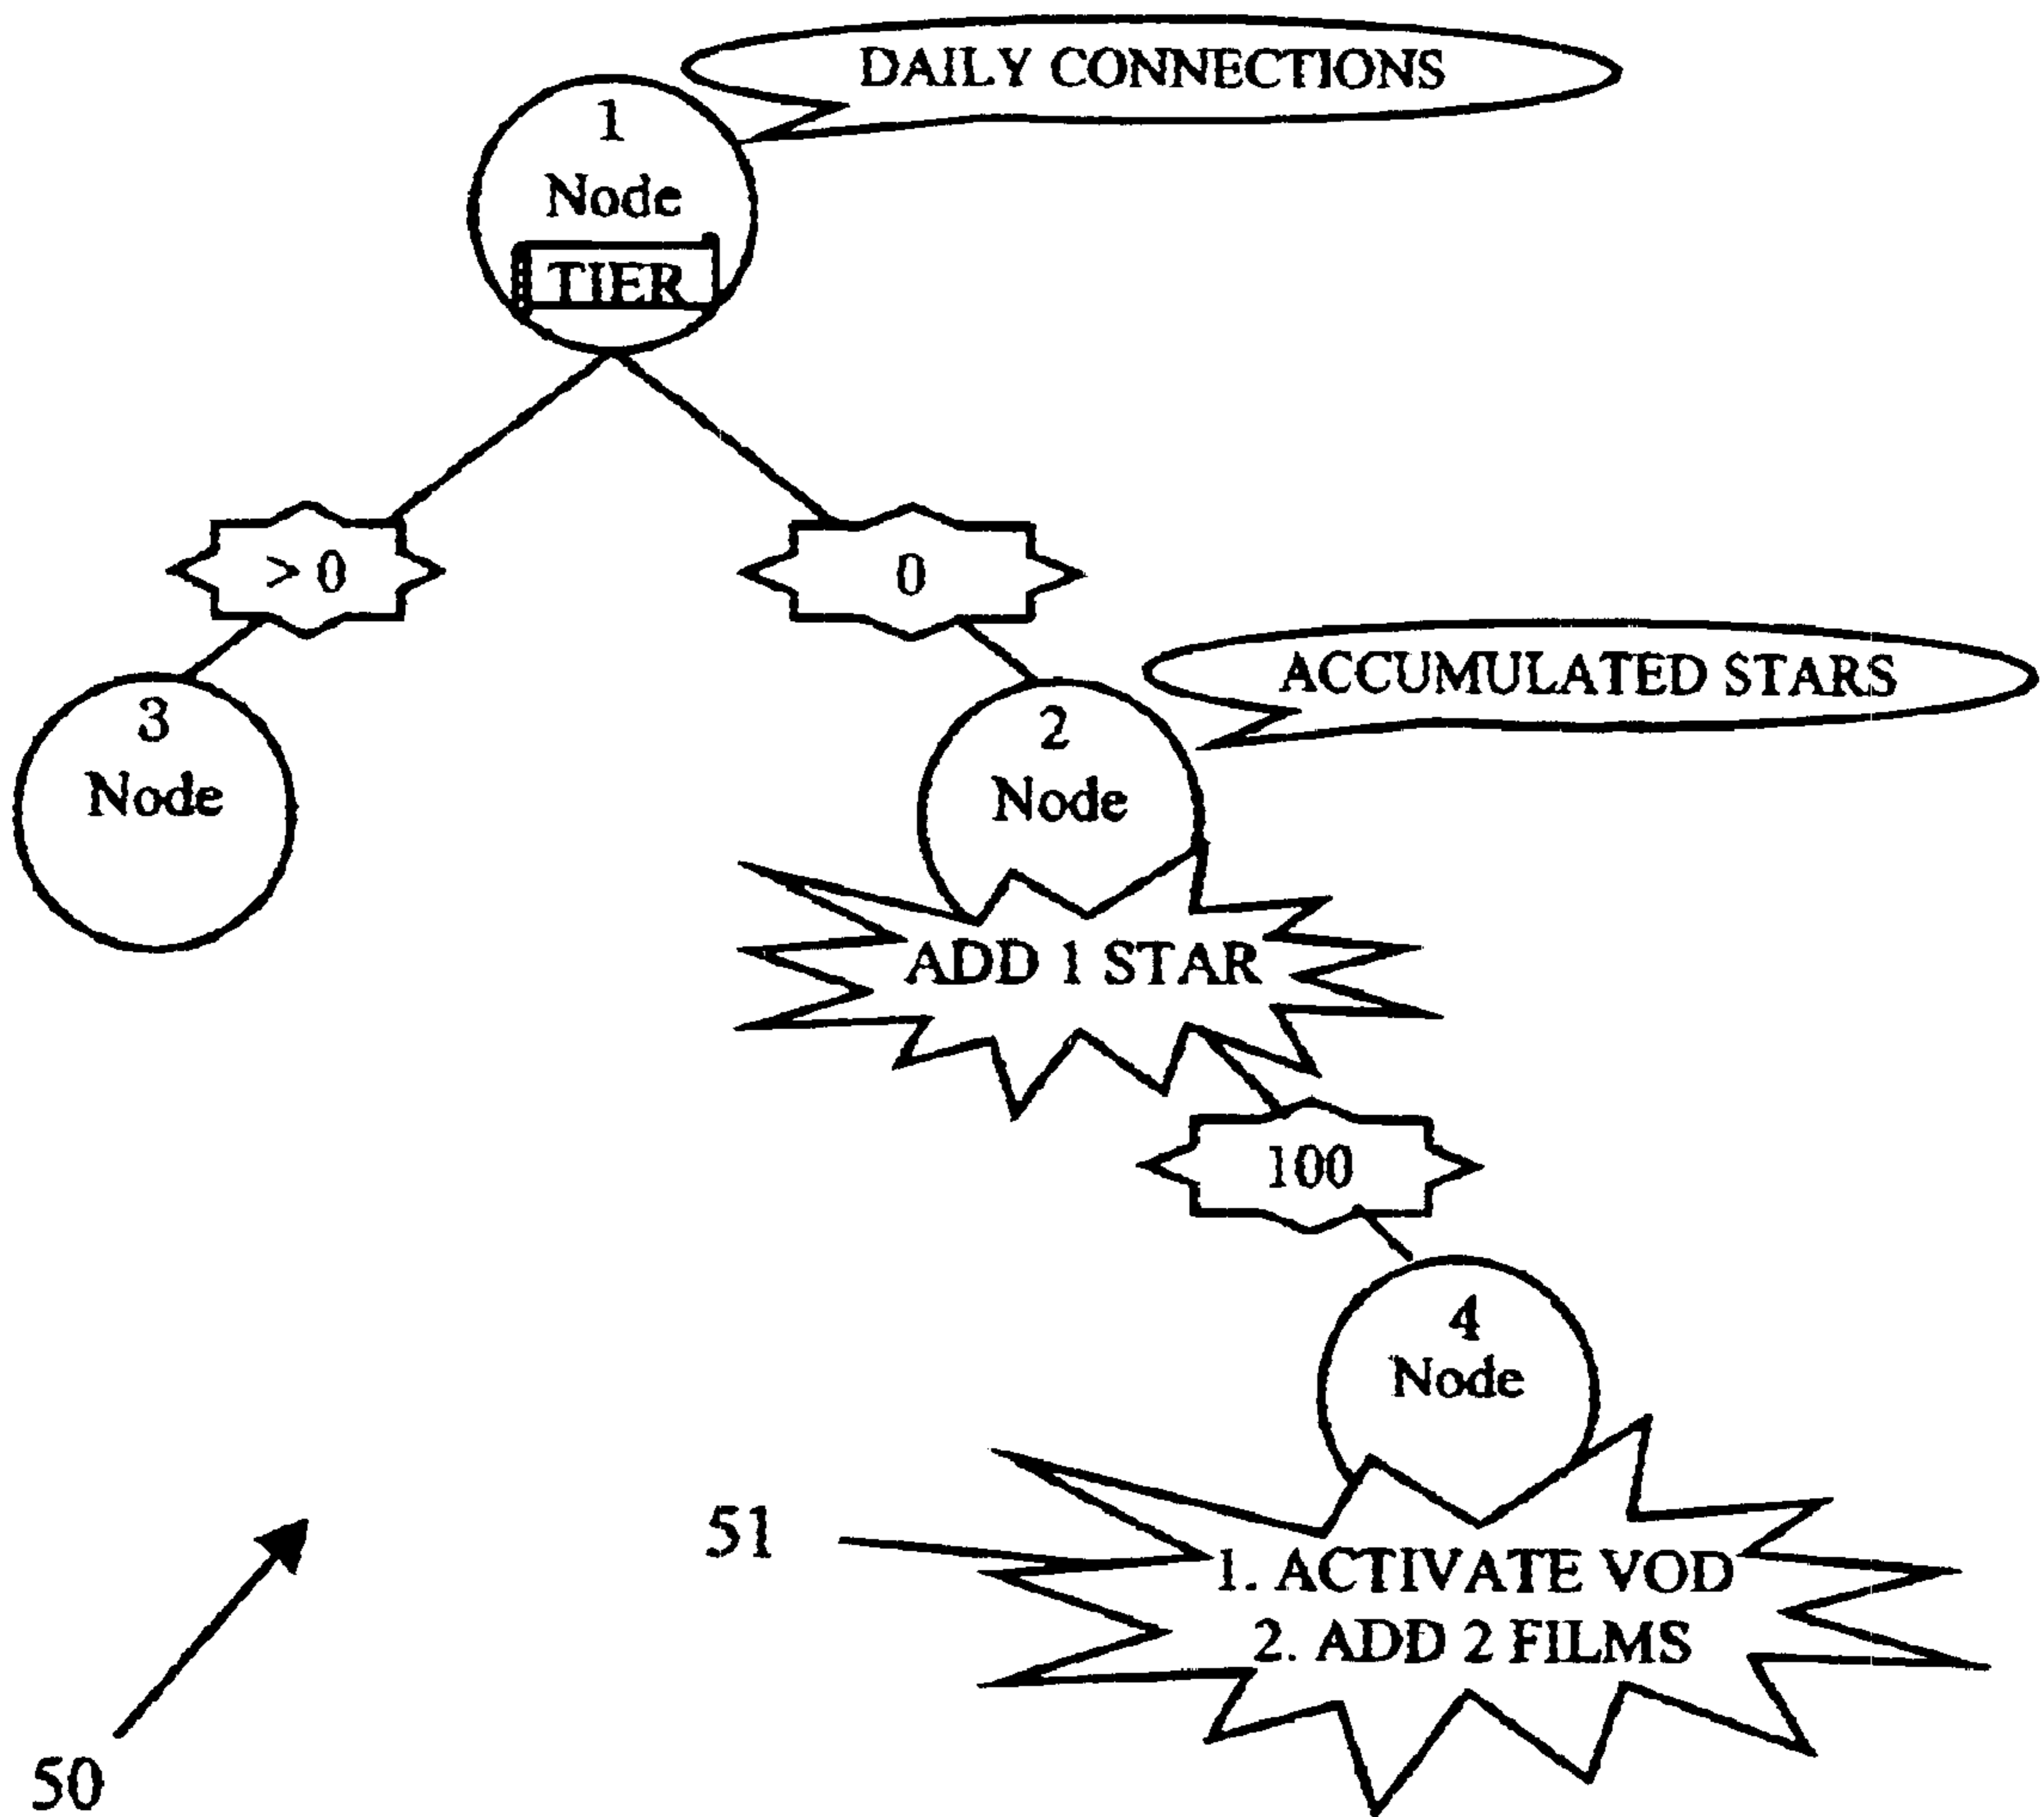 DAILY CONNECTIONS
1
Node
TIER
> 0
0
ACCUMULATED STARS
3
Node
2
Node
ADD 1 STAR
100
4
Node
51
1. ACTIVATE VOD
2. ADD 2 FILMS
50